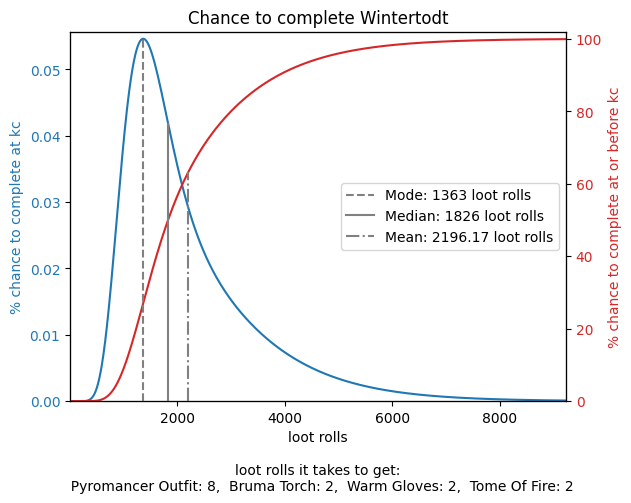 Chance to complete Wintertodt
% chance to complete at kc
0.05
0.04
0.03
0.02
0.01
0.00
100
80
60
40
20
0
% chance to complete at or before kc
Mode: 1363 loot rolls
Median: 1826 loot rolls
Mean: 2196.17 loot rolls
2000 4000 6000 8000
loot rolls
loot rolls it takes to get:
Pyromancer Outfit: 8, Bruma Torch: 2, Warm Gloves: 2, Tome Of Fire: 2